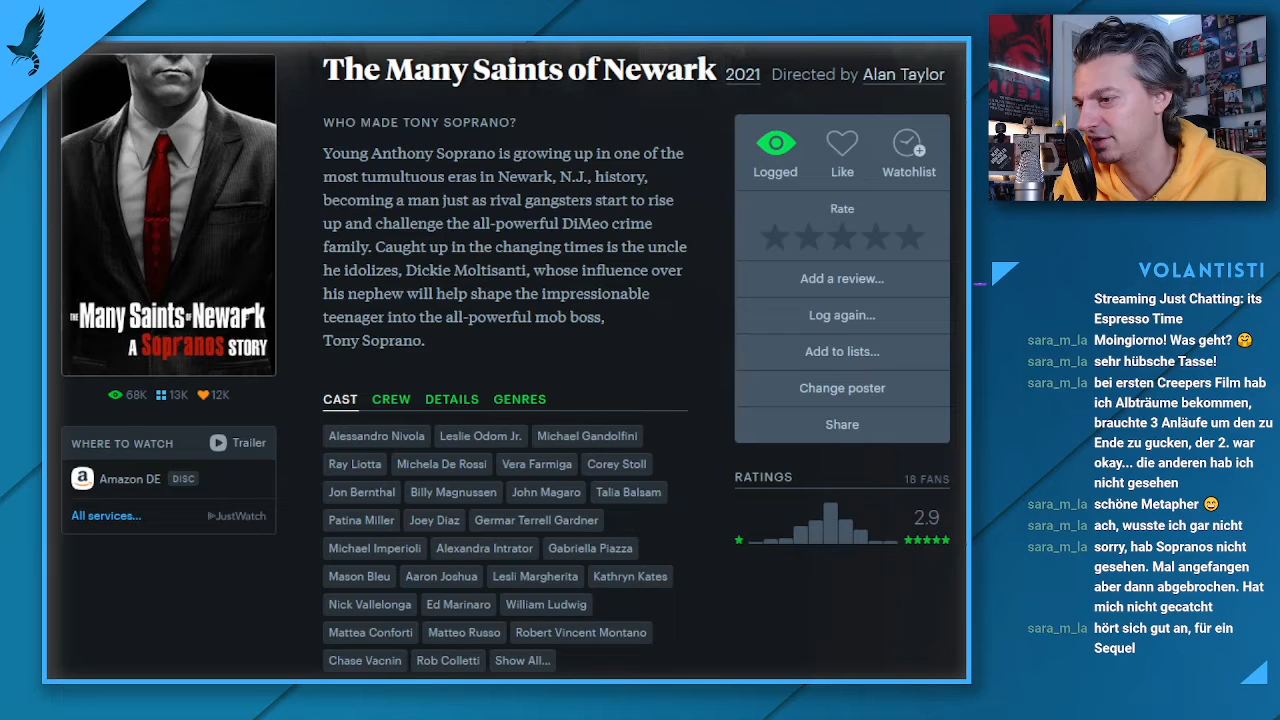 The Many Saints of Newark 2021 Directed by Alan Taylor
WHO MADE TONY SOPRANO?
Young Anthony Soprano is growing up in one of the
most tumultuous eras in Newark, N.J., history,
becoming a man just as rival gangsters start to rise
up and challenge the all-powerful DiMeo crime
family. Caught up in the changing times is the uncle
he idolizes, Dickie Moltisanti, whose influence over
his nephew will help shape the impressionable
teenager into the all-powerful mob boss,
Tony Soprano.
THE Many Saints OF Newark
A Sopranos STORY
68K 13K 12K
WHERE TO WATCH Trailer
Amazon DE DISC
All services... JustWatch
CAST CREW DETAILS GENRES
Alessandro Nivola Leslie Odom Jr. Michael Gandolfini
Ray Liotta Michela De Rossi Vera Farmiga Corey Stoll
Jon Bernthal Billy Magnussen John Magaro Talia Balsam
Patina Miller Joey Diaz Germar Terrell Gardner
Michael Imperioli Alexandra Intrator Gabriella Piazza
Mason Bleu Aaron Joshua Lesli Margherita Kathryn Kates
Nick Vallelonga Ed Marinaro William Ludwig
Mattea Conforti Matteo Russo Robert Vincent Montano
Chase Vacnin Rob Colletti Show All...
Logged Like Watchlist
Rate
Add a review...
Log again...
Add to lists...
Change poster
Share
RATINGS 18 FANS
2.9
VOLANTISTI
Streaming Just Chatting: its
Espresso Time
sara_m_la Moingiorno! Was geht? 🤗
sara_m_la sehr hübsche Tasse!
sara_m_la bei ersten Creepers Film hab
ich Albträume bekommen,
brauchte 3 Anläufe um den zu
Ende zu gucken, der 2. war
okay... die anderen hab ich
nicht gesehen
sara_m_la schöne Metapher 😄
sara_m_la ach, wusste ich gar nicht
sara_m_la sorry, hab Sopranos nicht
gesehen. Mal angefangen
aber dann abgebrochen. Hat
mich nicht gecatcht
sara_m_la hört sich gut an, für ein
Sequel